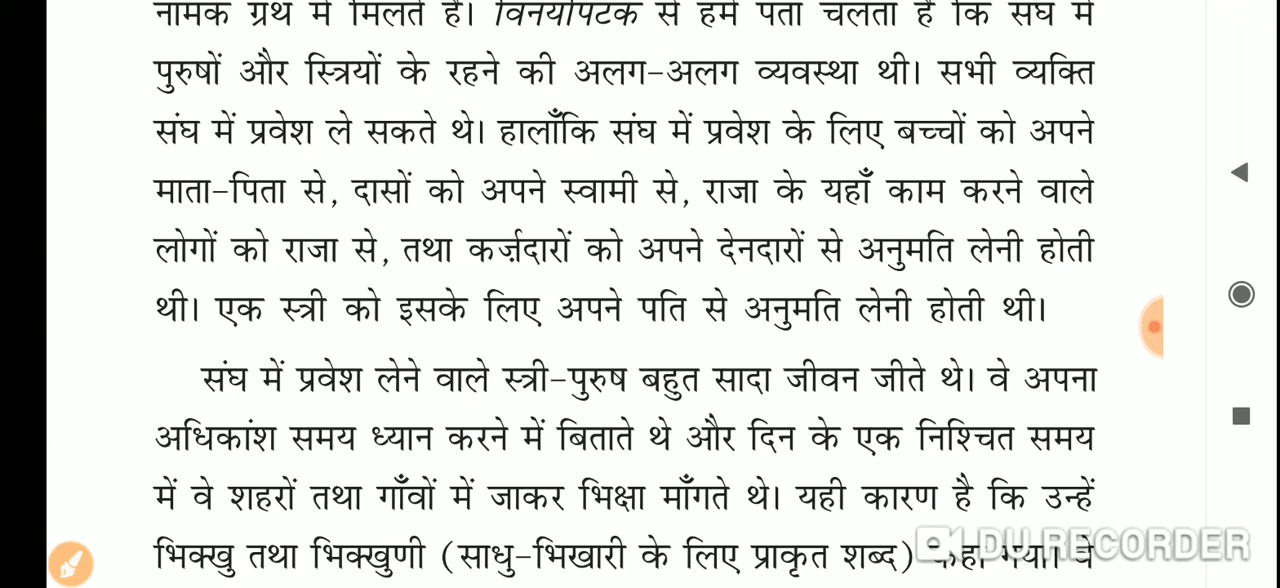 नामक ग्रंथ में मिलते हैं। विनयपिटक से हमें पता चलता है कि संघ में
पुरुषों और स्त्रियों के रहने की अलग-अलग व्यवस्था थी। सभी व्यक्ति
संघ में प्रवेश ले सकते थे। हालाँकि संघ में प्रवेश के लिए बच्चों को अपने
माता-पिता से, दासों को अपने स्वामी से, राजा के यहाँ काम करने वाले
लोगों को राजा से, तथा कर्ज़दारों को अपने देनदारों से अनुमति लेनी होती
थी। एक स्त्री को इसके लिए अपने पति से अनुमति लेनी होती थी।
संघ में प्रवेश लेने वाले स्त्री-पुरुष बहुत सादा जीवन जीते थे। वे अपना
अधिकांश समय ध्यान करने में बिताते थे और दिन के एक निश्चित समय
में वे शहरों तथा गाँवों में जाकर भिक्षा माँगते थे। यही कारण है कि उन्हें
भिक्खु तथा भिक्खुणी (साधु-भिखारी के लिए प्राकृत शब्द) कहा गया। वे
DU RECORDER